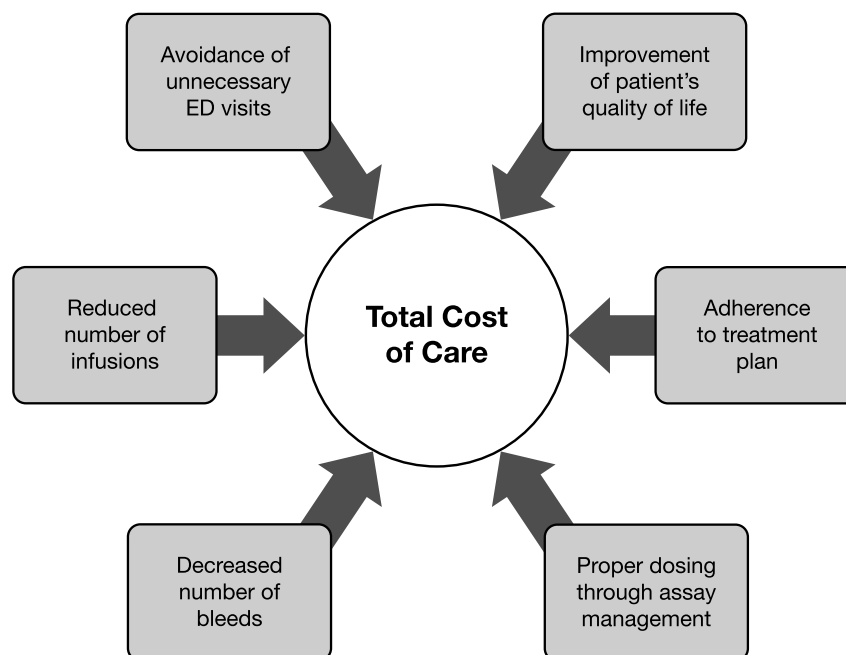 Avoidance of
unnecessary
ED visits
Improvement
of patient’s
quality of life
Reduced
number of
infusions
Total Cost
of Care
Adherence
to treatment
plan
Decreased
number of
bleeds
Proper dosing
through assay
management